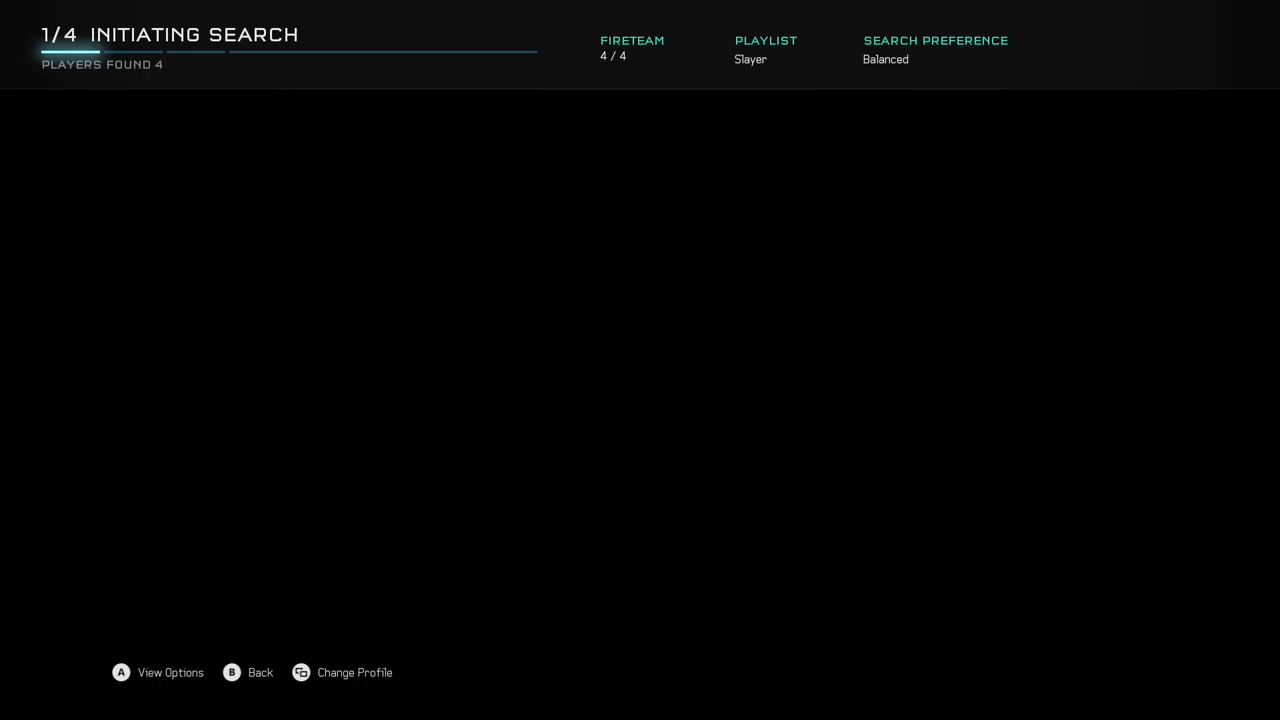 1/4 INITIATING SEARCH
PLAYERS FOUND 4
FIRETEAM
4 / 4
PLAYLIST
Slayer
SEARCH PREFERENCE
Balanced
A View Options B Back Change Profile